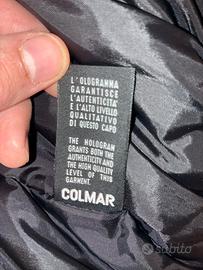 L'OLOGRAMMA
GARANTISCE
L'AUTENTICITA'
E L'ALTO LIVELLO
QUALITATIVO
DI QUESTO CAPO
THE HOLOGRAM
GRANTS BOTH THE
AUTHENTICITY AND
THE HIGH QUALITY
LEVEL OF THIS
GARMENT.
COLMAR
subito